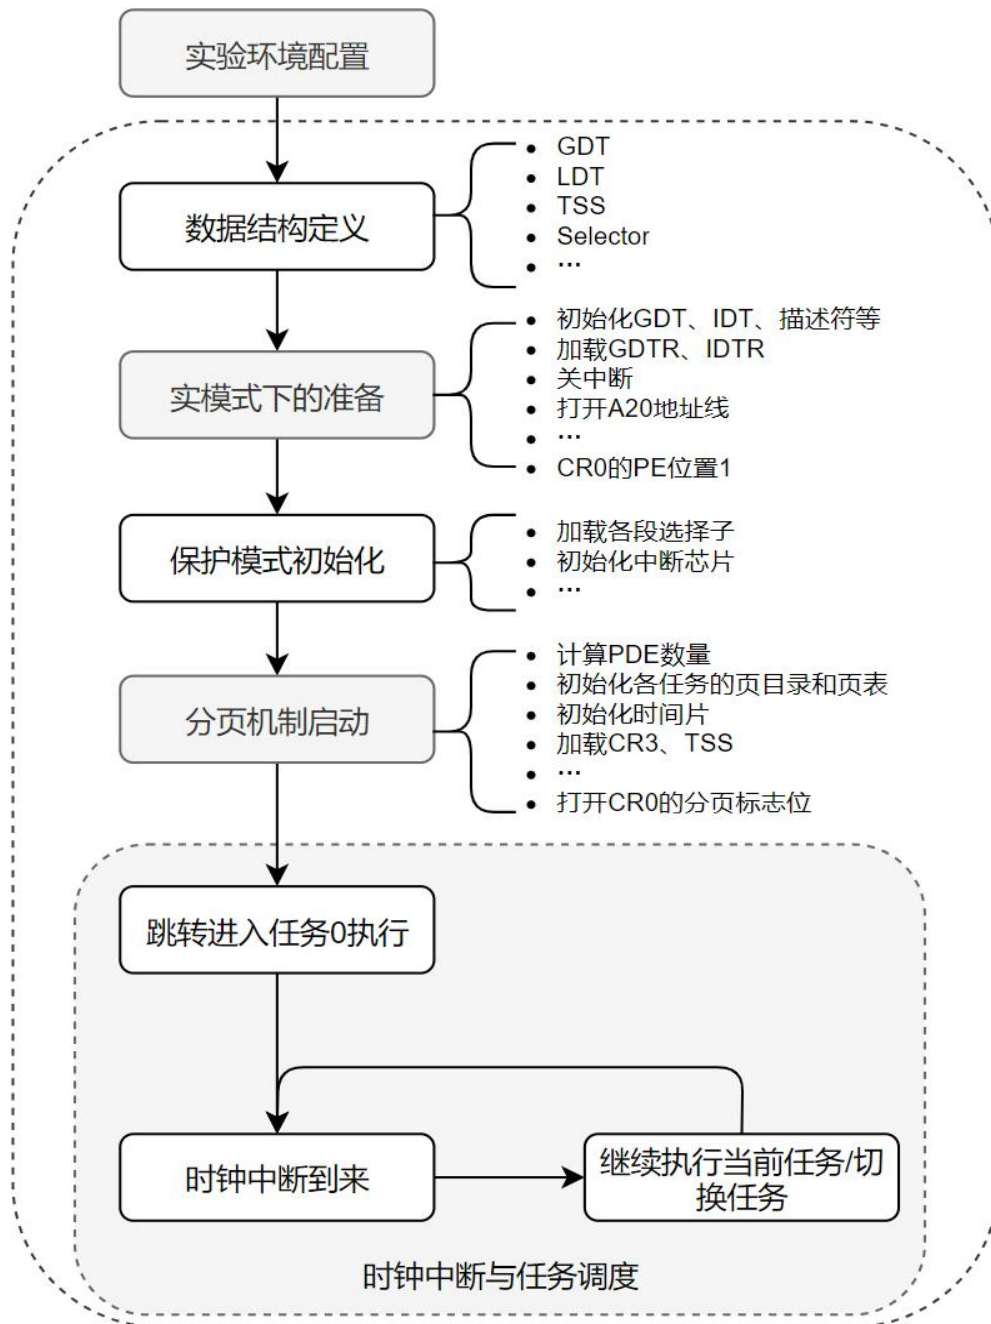 实验环境配置
数据结构定义
GDT
LDT
TSS
Selector
…
实模式下的准备
初始化GDT、IDT、描述符等
加载GDTR、IDTR
关中断
打开A20地址线
…
CR0的PE位置1
保护模式初始化
加载各段选择子
初始化中断芯片
…
分页机制启动
计算PDE数量
初始化各任务的页目录和页表
初始化时间片
加载CR3、TSS
…
打开CR0的分页标志位
跳转进入任务0执行
时钟中断到来
继续执行当前任务/切
换任务
时钟中断与任务调度